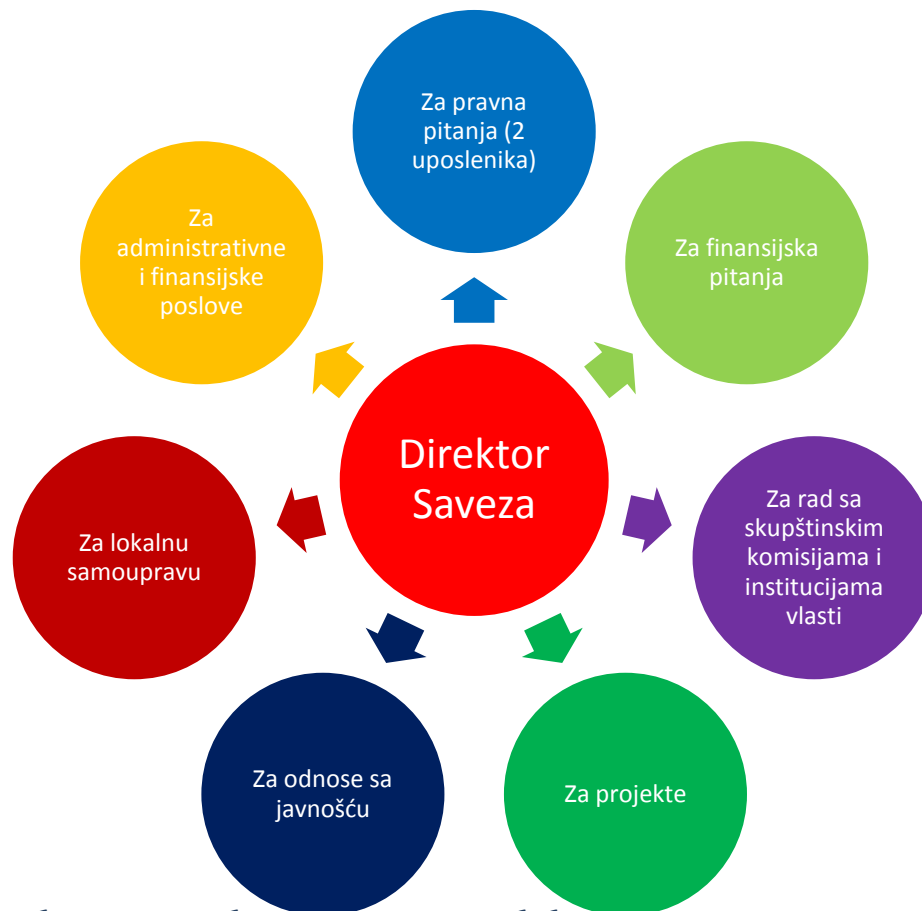 Za pravna
pitanja (2
uposlenika)
Za finansijska
pitanja
Za rad sa
skupštinskim
komisijama i
institucijama
vlasti
Za projekte
Za odnose sa
javnošću
Za lokalnu
samoupravu
Za
administrativne
i finansijske
poslove
Direktor
Saveza